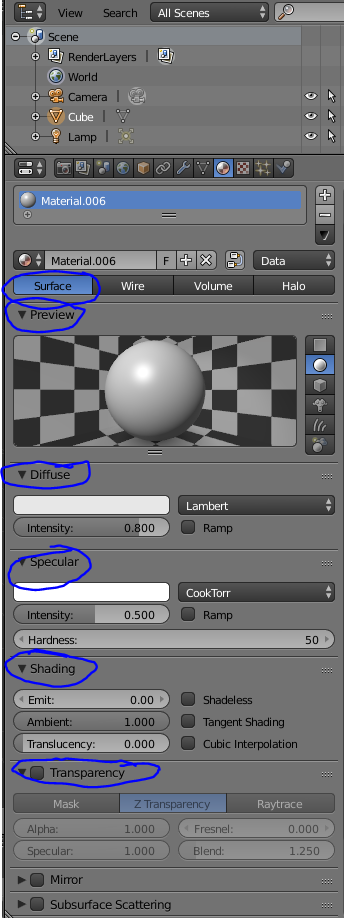 View Search All Scenes
Scene
RenderLayers |
World
Camera |
Cube |
Lamp |
Material.006
Material.006 F Data
Surface Wire Volume Halo
Preview
Diffuse
Lambert
Intensity: 0.800 Ramp
Specular
CookTorr
Intensity: 0.500 Ramp
Hardness: 50
Shading
Emit: 0.00 Shadeless
Ambient: 1.000 Tangent Shading
Translucency: 0.000 Cubic Interpolation
Transparency
Mask Z Transparency Raytrace
Alpha: 1.000 Fresnel: 0.000
Specular: 1.000 Blend: 1.250
Mirror
Subsurface Scattering